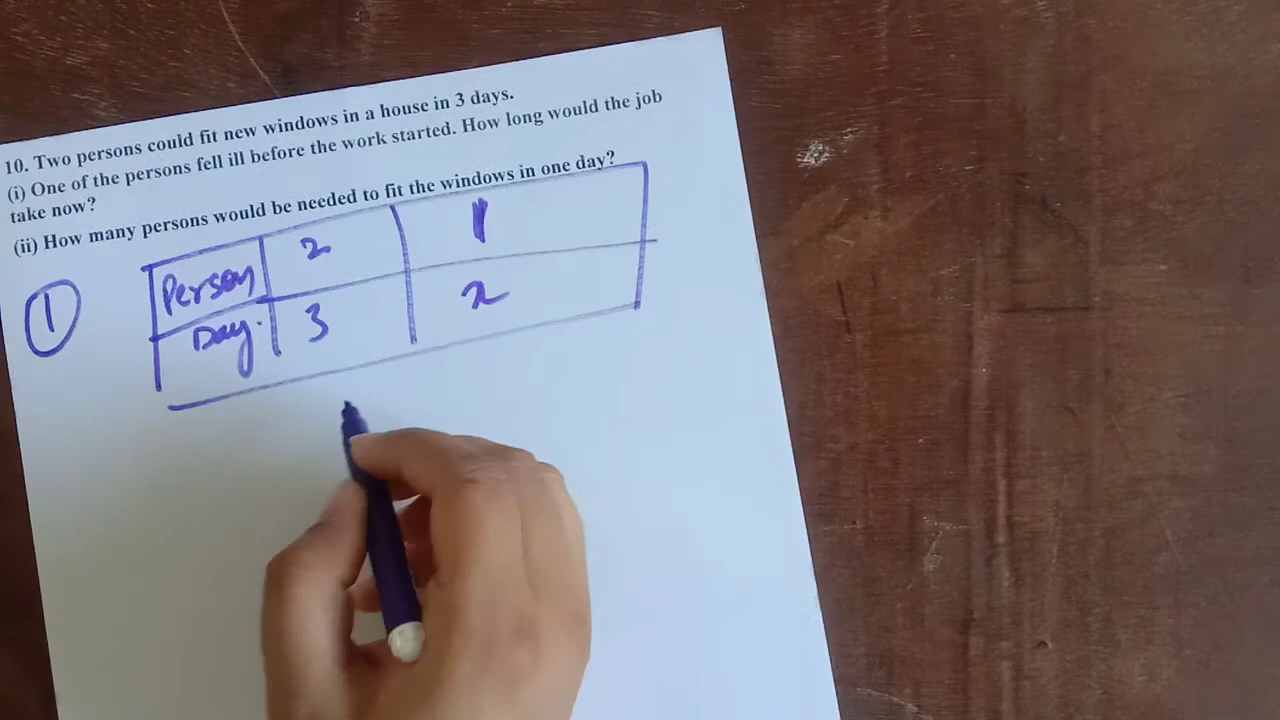 10. Two persons could fit new windows in a house in 3 days.
(i) One of the persons fell ill before the work started. How long would the job
take now?
(ii) How many persons would be needed to fit the windows in one day?
1
Person 2 1
Day. 3 x